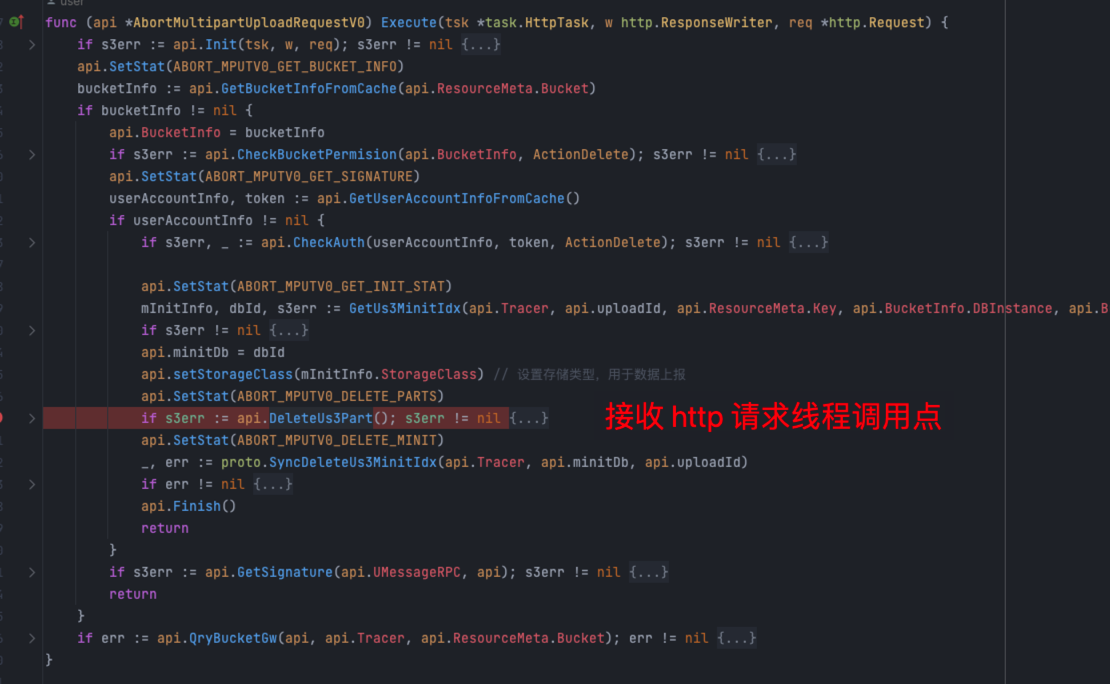 user
func (api *AbortMultipartUploadRequestV0) Execute(tsk *task.HttpTask, w http.ResponseWriter, req *http.Request) {
if s3err := api.Init(tsk, w, req); s3err != nil {...}
api.SetStat(ABORT_MPUTV0_GET_BUCKET_INFO)
bucketInfo := api.GetBucketInfoFromCache(api.ResourceMeta.Bucket)
if bucketInfo != nil {
api.BucketInfo = bucketInfo
if s3err := api.CheckBucketPermision(api.BucketInfo, ActionDelete); s3err != nil {...}
api.SetStat(ABORT_MPUTV0_GET_SIGNATURE)
userAccountInfo, token := api.GetUserAccountInfoFromCache()
if userAccountInfo != nil {
if s3err, _ := api.CheckAuth(userAccountInfo, token, ActionDelete); s3err != nil {...}
api.SetStat(ABORT_MPUTV0_GET_INIT_STAT)
mInitInfo, dbId, s3err := GetUs3MinitIdx(api.Tracer, api.uploadId, api.ResourceMeta.Key, api.BucketInfo.DBInstance, api.B
if s3err != nil {...}
api.minitDb = dbId
api.setStorageClass(mInitInfo.StorageClass) // 设置存储类型，用于数据上报
api.SetStat(ABORT_MPUTV0_DELETE_PARTS)
if s3err := api.DeleteUs3Part(); s3err != nil {...} 接收 http 请求线程调用点
api.SetStat(ABORT_MPUTV0_DELETE_MINIT)
_, err := proto.SyncDeleteUs3MinitIdx(api.Tracer, api.minitDb, api.uploadId)
if err != nil {...}
api.Finish()
return
}
if s3err := api.GetSignature(api.UMessageRPC, api); s3err != nil {...}
return
}
if err := api.QryBucketGw(api, api.Tracer, api.ResourceMeta.Bucket); err != nil {...}
}